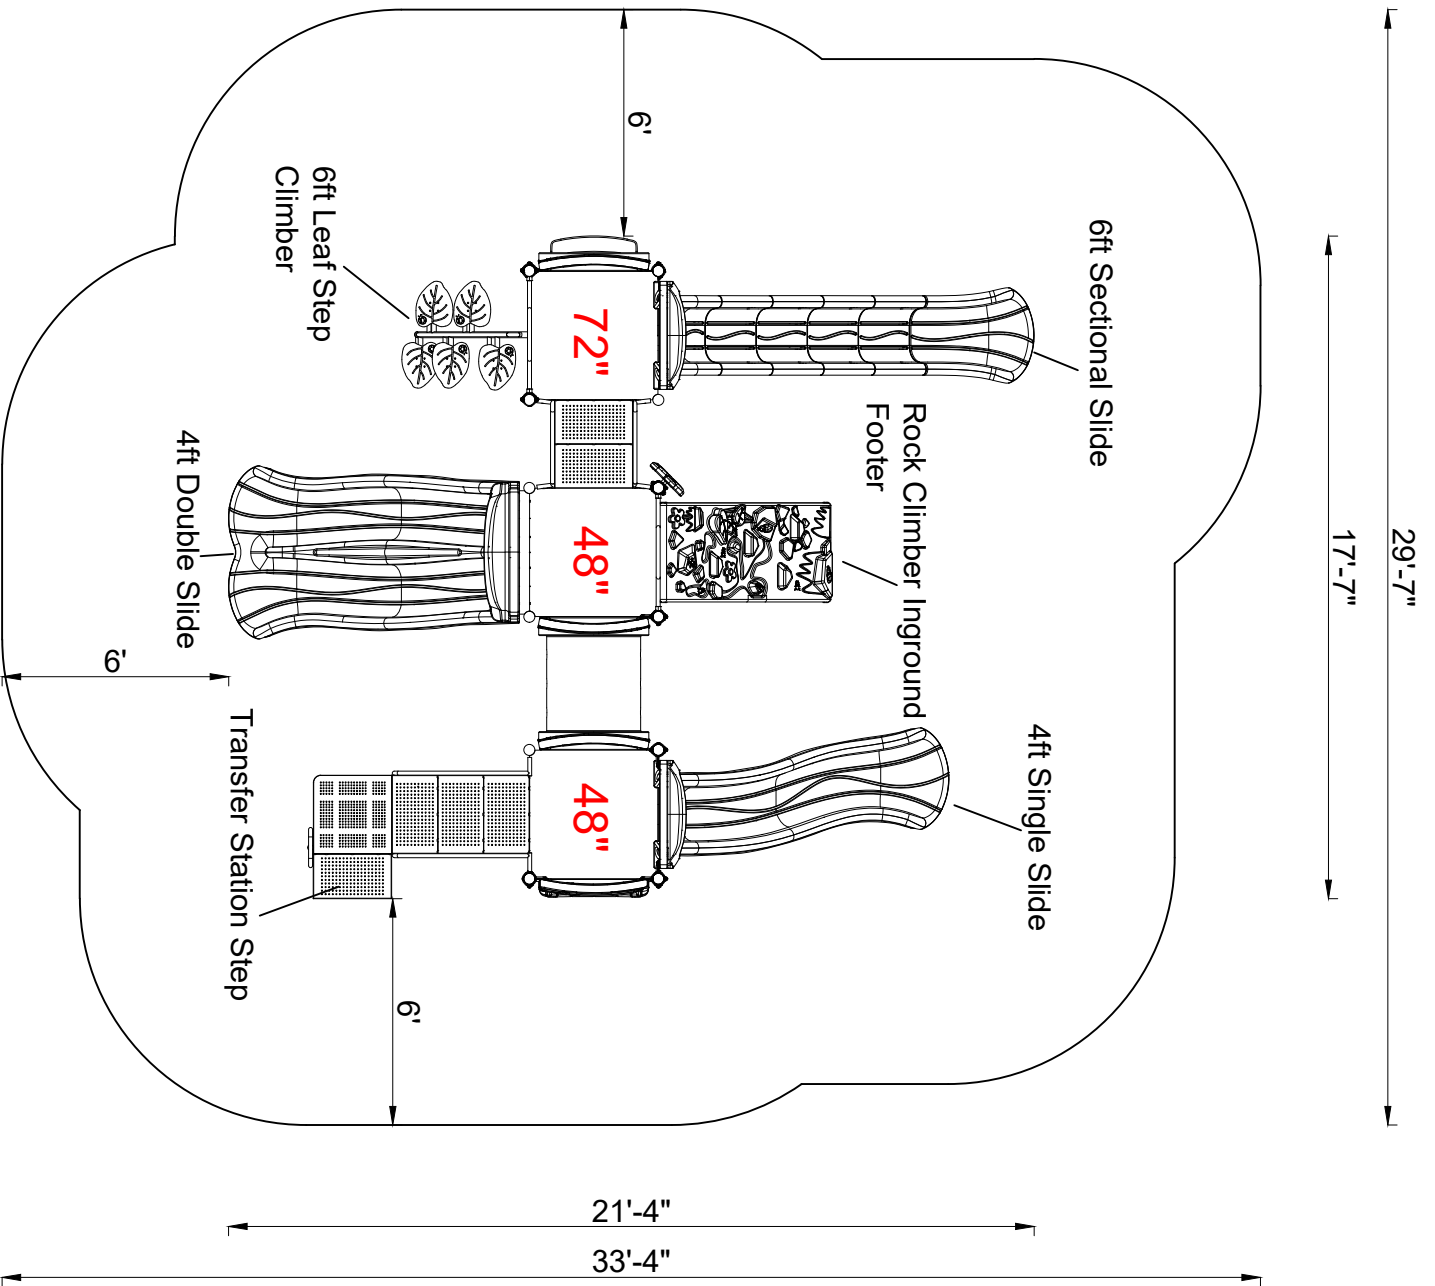 6'
6ft Leaf Step
Climber
6ft Sectional Slide
72"
Rock Climber Inground
Footer
4ft Double Slide
48"
29'-7"
17'-7"
6'
Transfer Station Step
48"
4ft Single Slide
6'
21'-4"
33'-4"